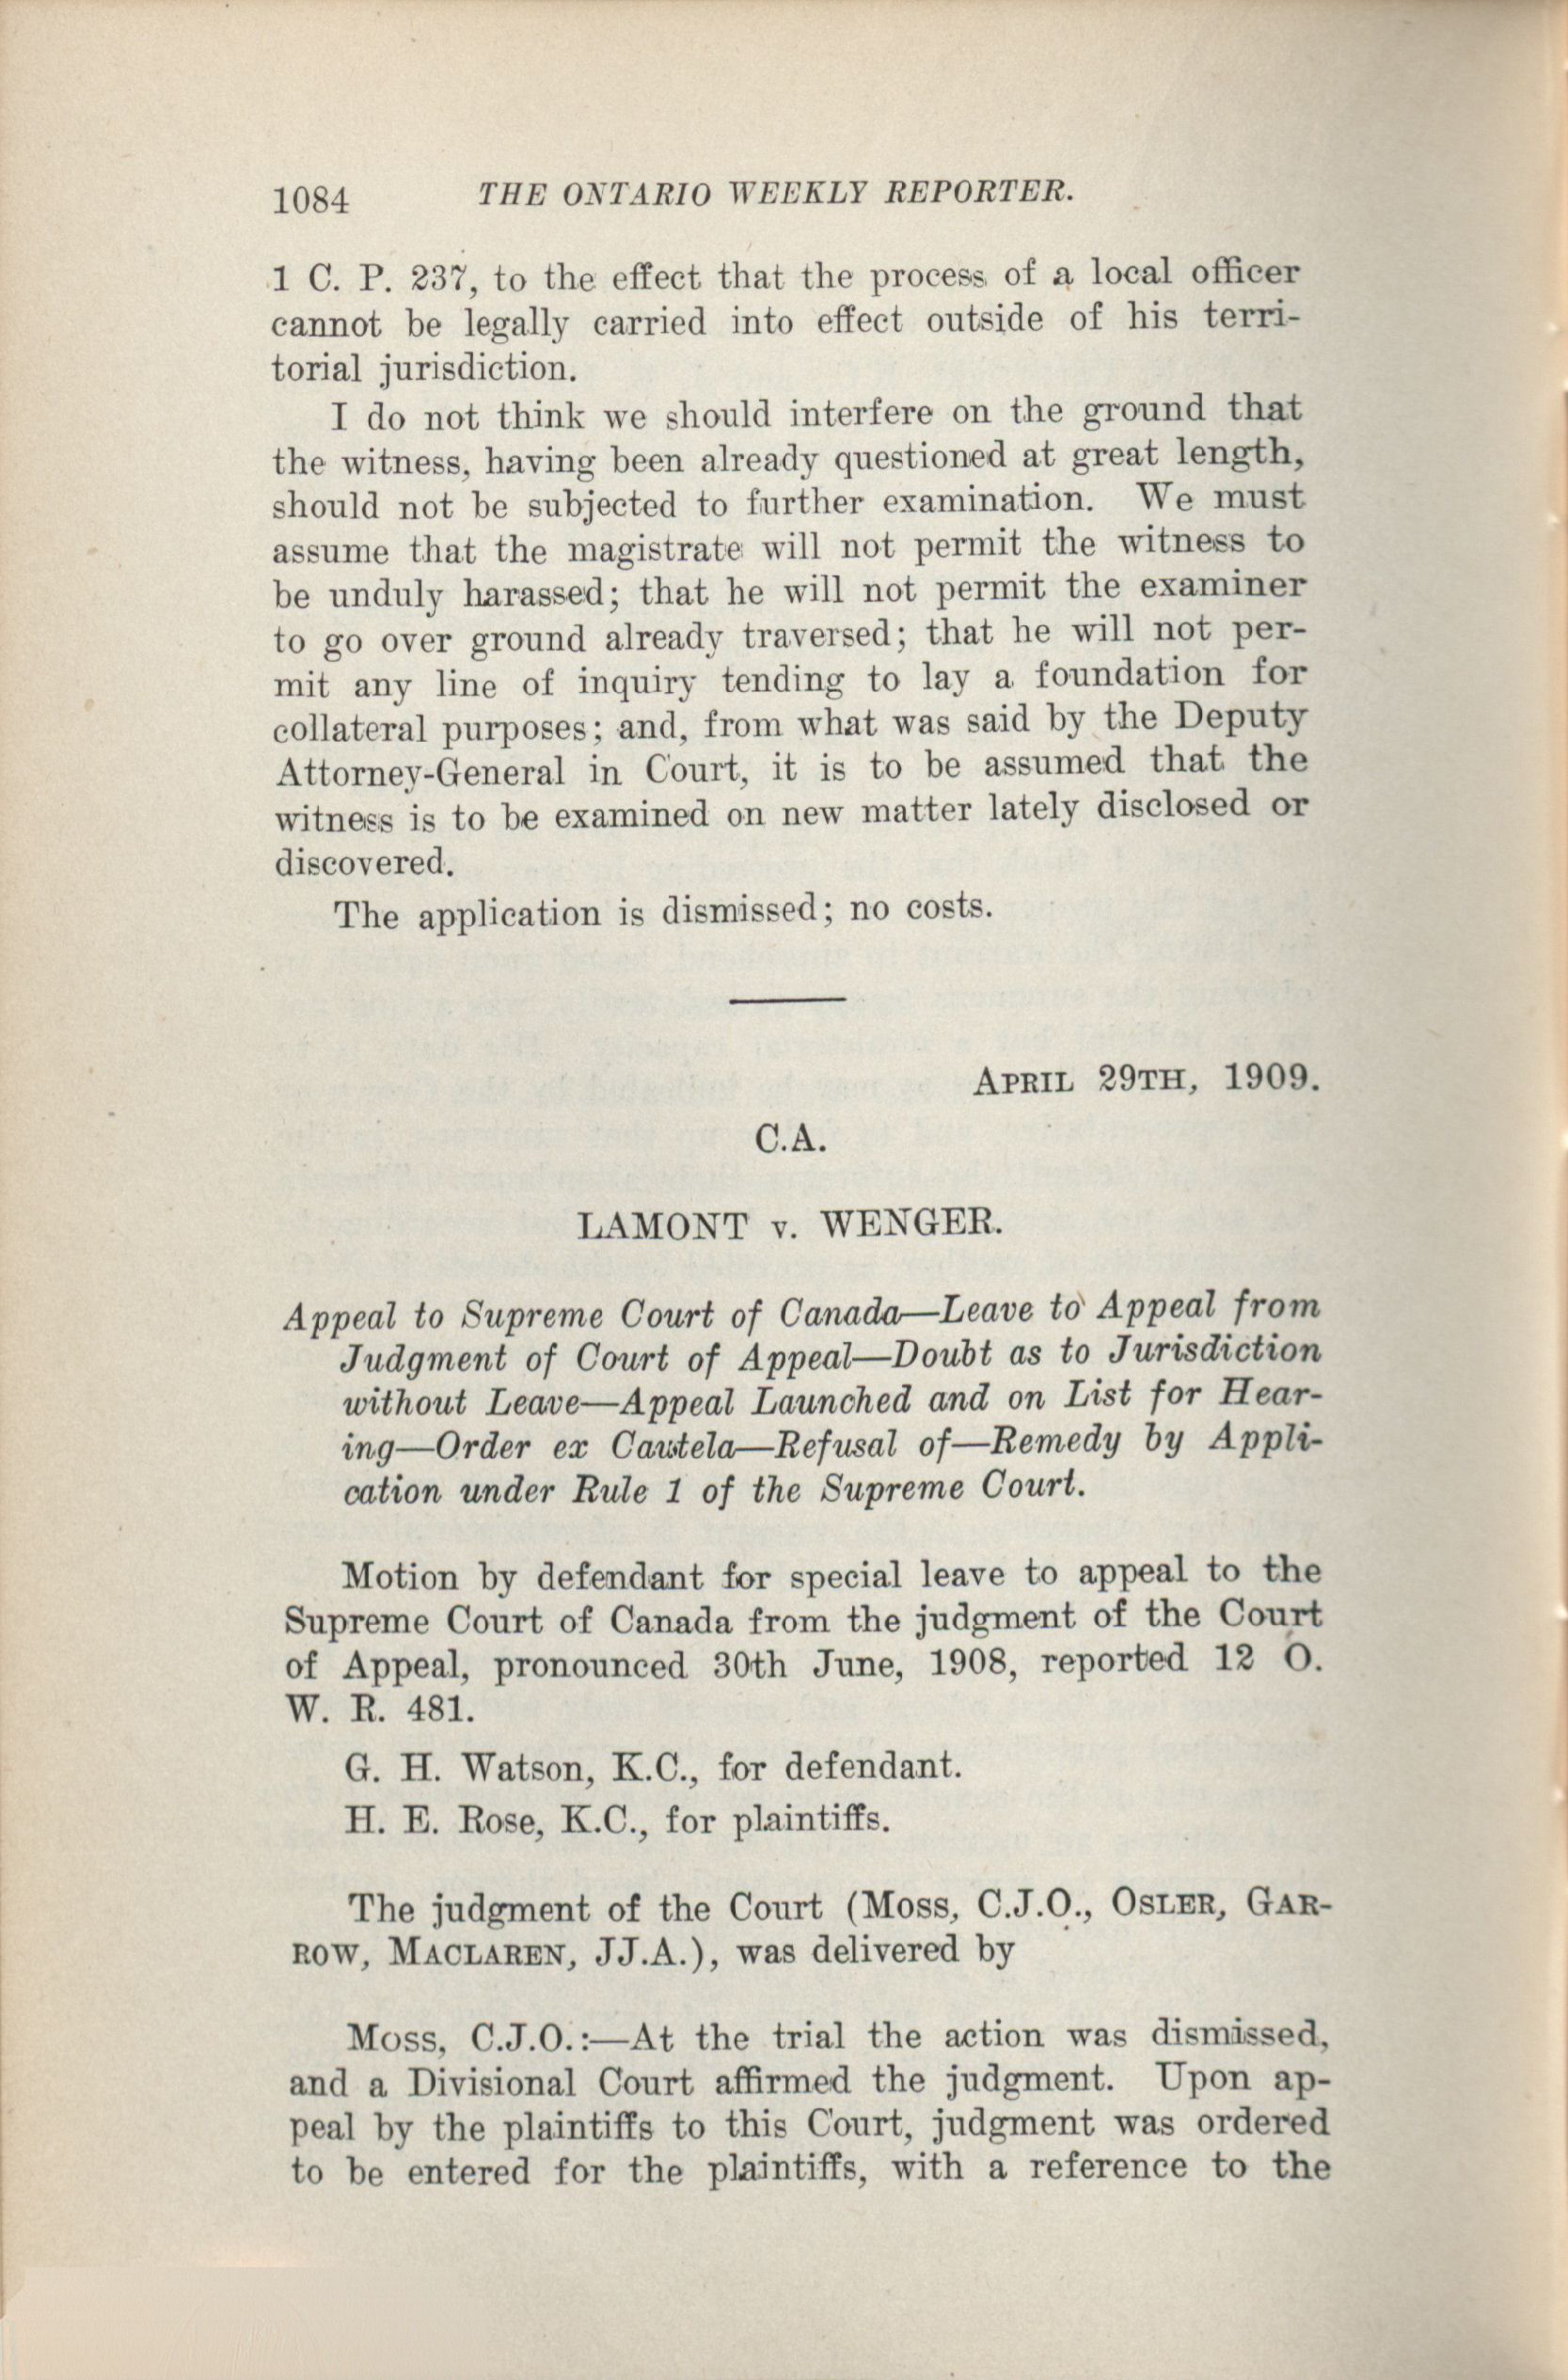 1084 THE ONTARIO WEEKLY REPORTER.
1 C. P. 237, to the effect that the process of a local officer
cannot be legally carried into effect outside of his terri-
torial jurisdiction.
I do not think we should interfere on the ground that
the witness, having been already questioned at great length,
should not be subjected to further examination. We must
assume that the magistrate will not permit the witness to
be unduly harassed; that he will not permit the examiner
to go over ground already traversed; that he will not per-
mit any line of inquiry tending to lay a foundation for
collateral purposes; and, from what was said by the Deputy
Attorney-General in Court, it is to be assumed that the
witness is to be examined on new matter lately disclosed or
discovered.
The application is dismissed; no costs.
APRIL 29TH, 1909.
C.A.
LAMONT v. WENGER.
Appeal to Supreme Court of Canada—Leave to Appeal from
Judgment of Court of Appeal—Doubt as to Jurisdiction
without Leave—Appeal Launched and on List for Hear-
ing—Order ex Cautela—Refusal of—Remedy by Appli-
cation under Rule 1 of the Supreme Court.
Motion by defendant for special leave to appeal to the
Supreme Court of Canada from the judgment of the Court
of Appeal, pronounced 30th June, 1908, reported 12 O.
W. R. 481.
G. H. Watson, K.C., for defendant.
H. E. Rose, K.C., for plaintiffs.
The judgment of the Court (Moss, C.J.O., OSLER, GAR-
ROW, MACLAREN, JJ.A.), was delivered by
Moss, C.J.O.:—At the trial the action was dismissed,
and a Divisional Court affirmed the judgment. Upon ap-
peal by the plaintiffs to this Court, judgment was ordered
to be entered for the plaintiffs, with a reference to the